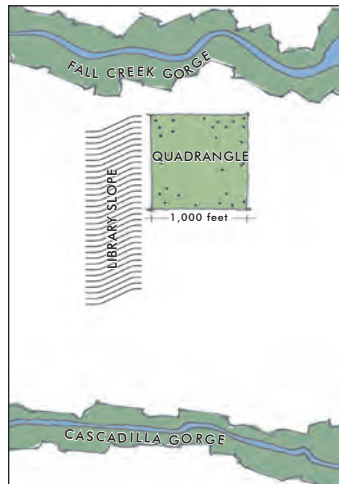 FALL CREEK GORGE
QUADRANGLE
LIBRARY SLOPE
1,000 feet
CASCADILLA GORGE